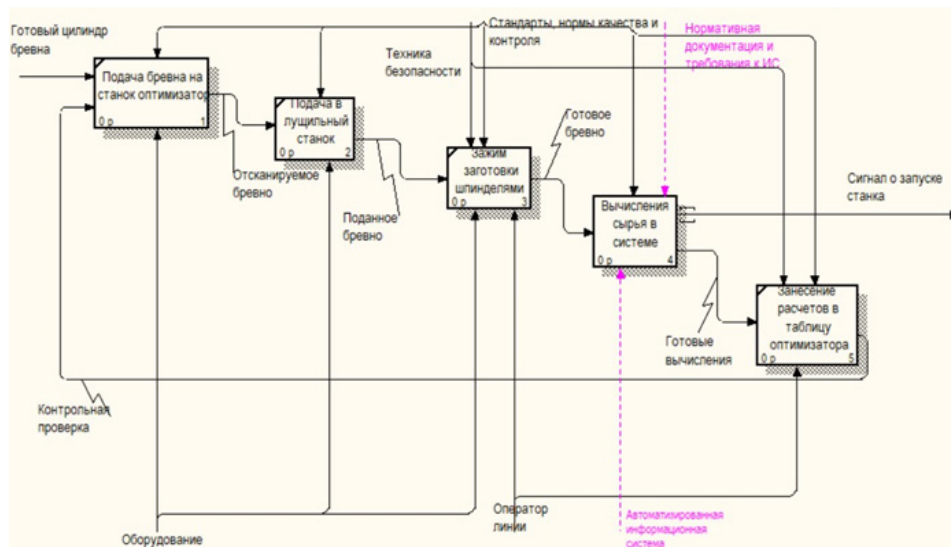 Готовый цилиндр
бревна
Стандарты, нормы качества и
контроля
Нормативная
документация и
требования к ИС
Техника
безопасности
Подача бревна на
станок оптимизатор
0 р
1
Подача в
лущильный
станок
0 р
2
Готовое
бревно
Отсканируемое
бревно
Зажим
заготовки
шпинделями
0 р
3
Сигнал о запуске
станка
Поданное
бревно
Вычисления
сырья в
системе
0 р
4
Занесение
расчетов в
таблицу
оптимизатора
0 р
5
Готовые
вычисления
Контрольная
проверка
Оператор
линии
Оборудование
Автоматизированная
информационная
система